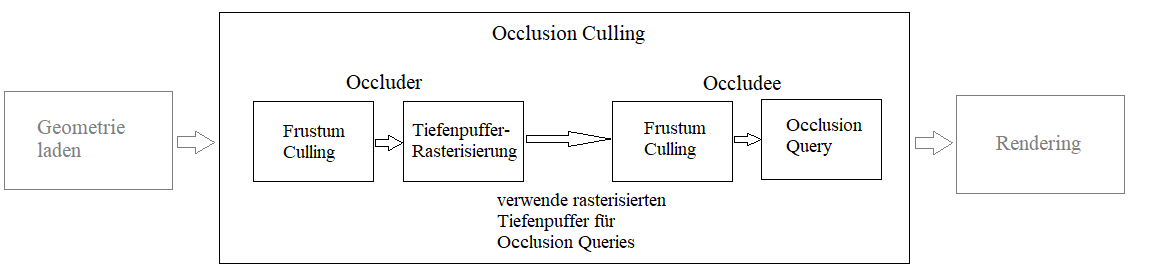 Occlusion Culling
Occluder
Occludee
Geometrie
laden
Frustum
Culling
Tiefenpuffer-
Rasterisierung
Frustum
Culling
Occlusion
Query
Rendering
verwende rasterisierten
Tiefenpuffer für
Occlusion Queries